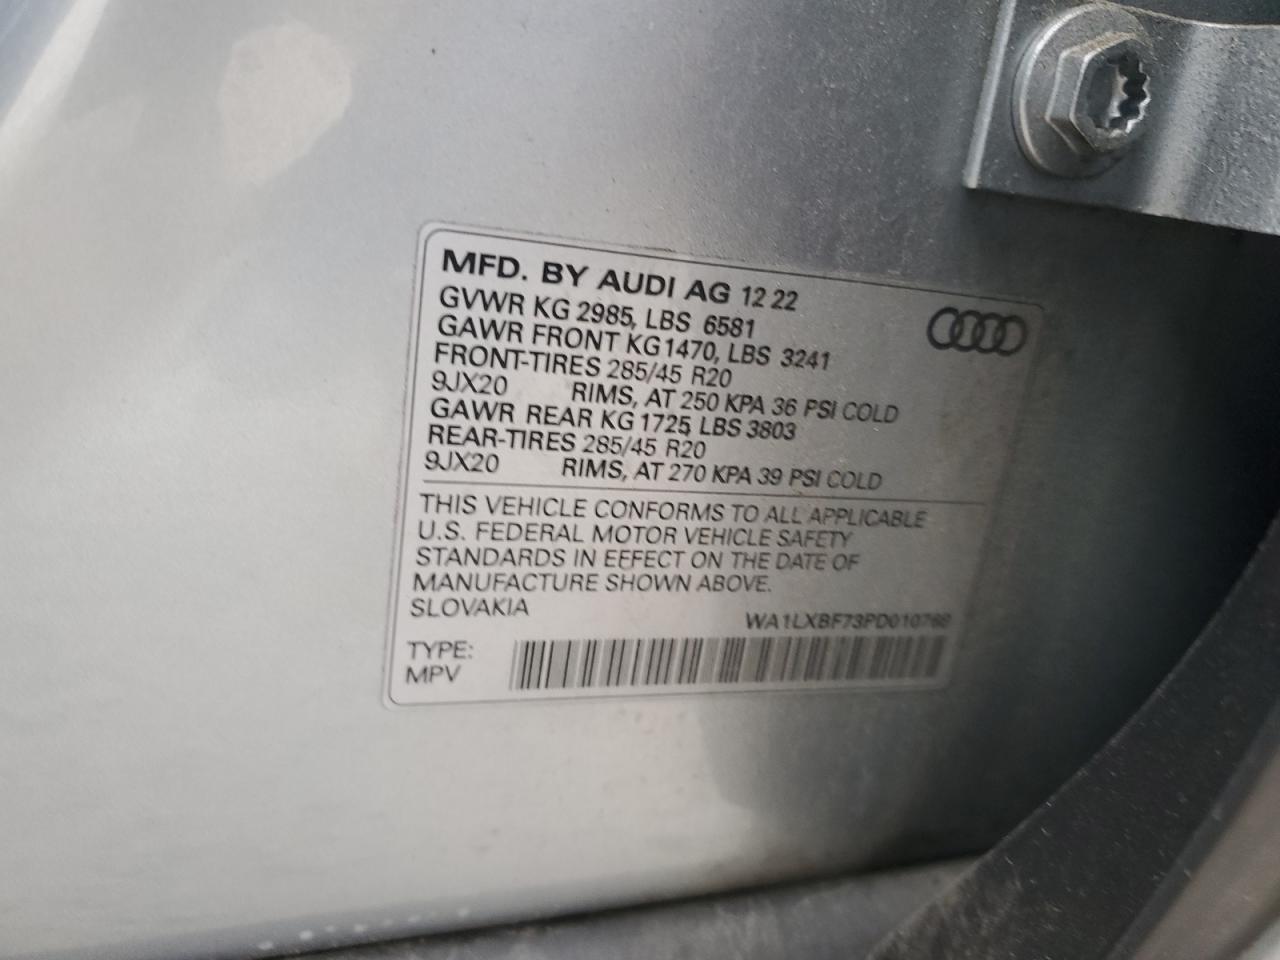 MFD. BY AUDI AG 12 22
GVWR KG 2985, LBS 6581
GAWR FRONT KG 1470, LBS 3241
FRONT-TIRES 285/45 R20
9JX20 RIMS, AT 250 KPA 36 PSI COLD
GAWR REAR KG 1725, LBS 3803
REAR-TIRES 285/45 R20
9JX20 RIMS, AT 270 KPA 39 PSI COLD
THIS VEHICLE CONFORMS TO ALL APPLICABLE
U.S. FEDERAL MOTOR VEHICLE SAFETY
STANDARDS IN EFFECT ON THE DATE OF
MANUFACTURE SHOWN ABOVE.
SLOVAKIA
WA1LXBF73PD010768
TYPE:
MPV